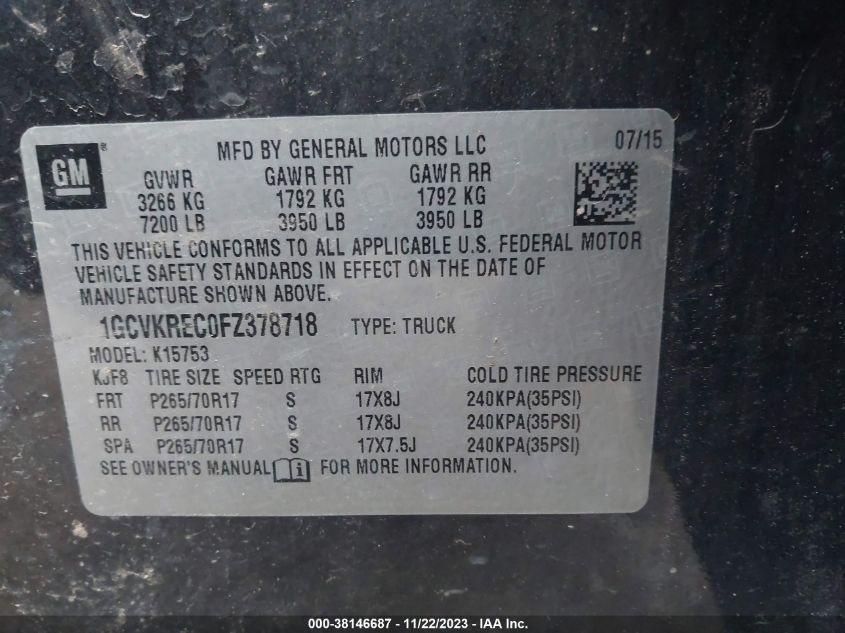 GM ® MFD BY GENERAL MOTORS LLC 07/15
GVWR GAWR FRT GAWR RR
3266 KG 1792 KG 1792 KG
7200 LB 3950 LB 3950 LB
THIS VEHICLE CONFORMS TO ALL APPLICABLE U.S. FEDERAL MOTOR
VEHICLE SAFETY STANDARDS IN EFFECT ON THE DATE OF
MANUFACTURE SHOWN ABOVE.
1GCVKREC0FZ378718 TYPE: TRUCK
MODEL: K15753
KJF8 TIRE SIZE SPEED RTG RIM COLD TIRE PRESSURE
FRT P265/70R17 S 17X8J 240KPA(35PSI)
RR P265/70R17 S 17X8J 240KPA(35PSI)
SPA P265/70R17 S 17X7.5J 240KPA(35PSI)
SEE OWNER'S MANUAL i FOR MORE INFORMATION.
000-38146687 - 11/22/2023 - IAA Inc.